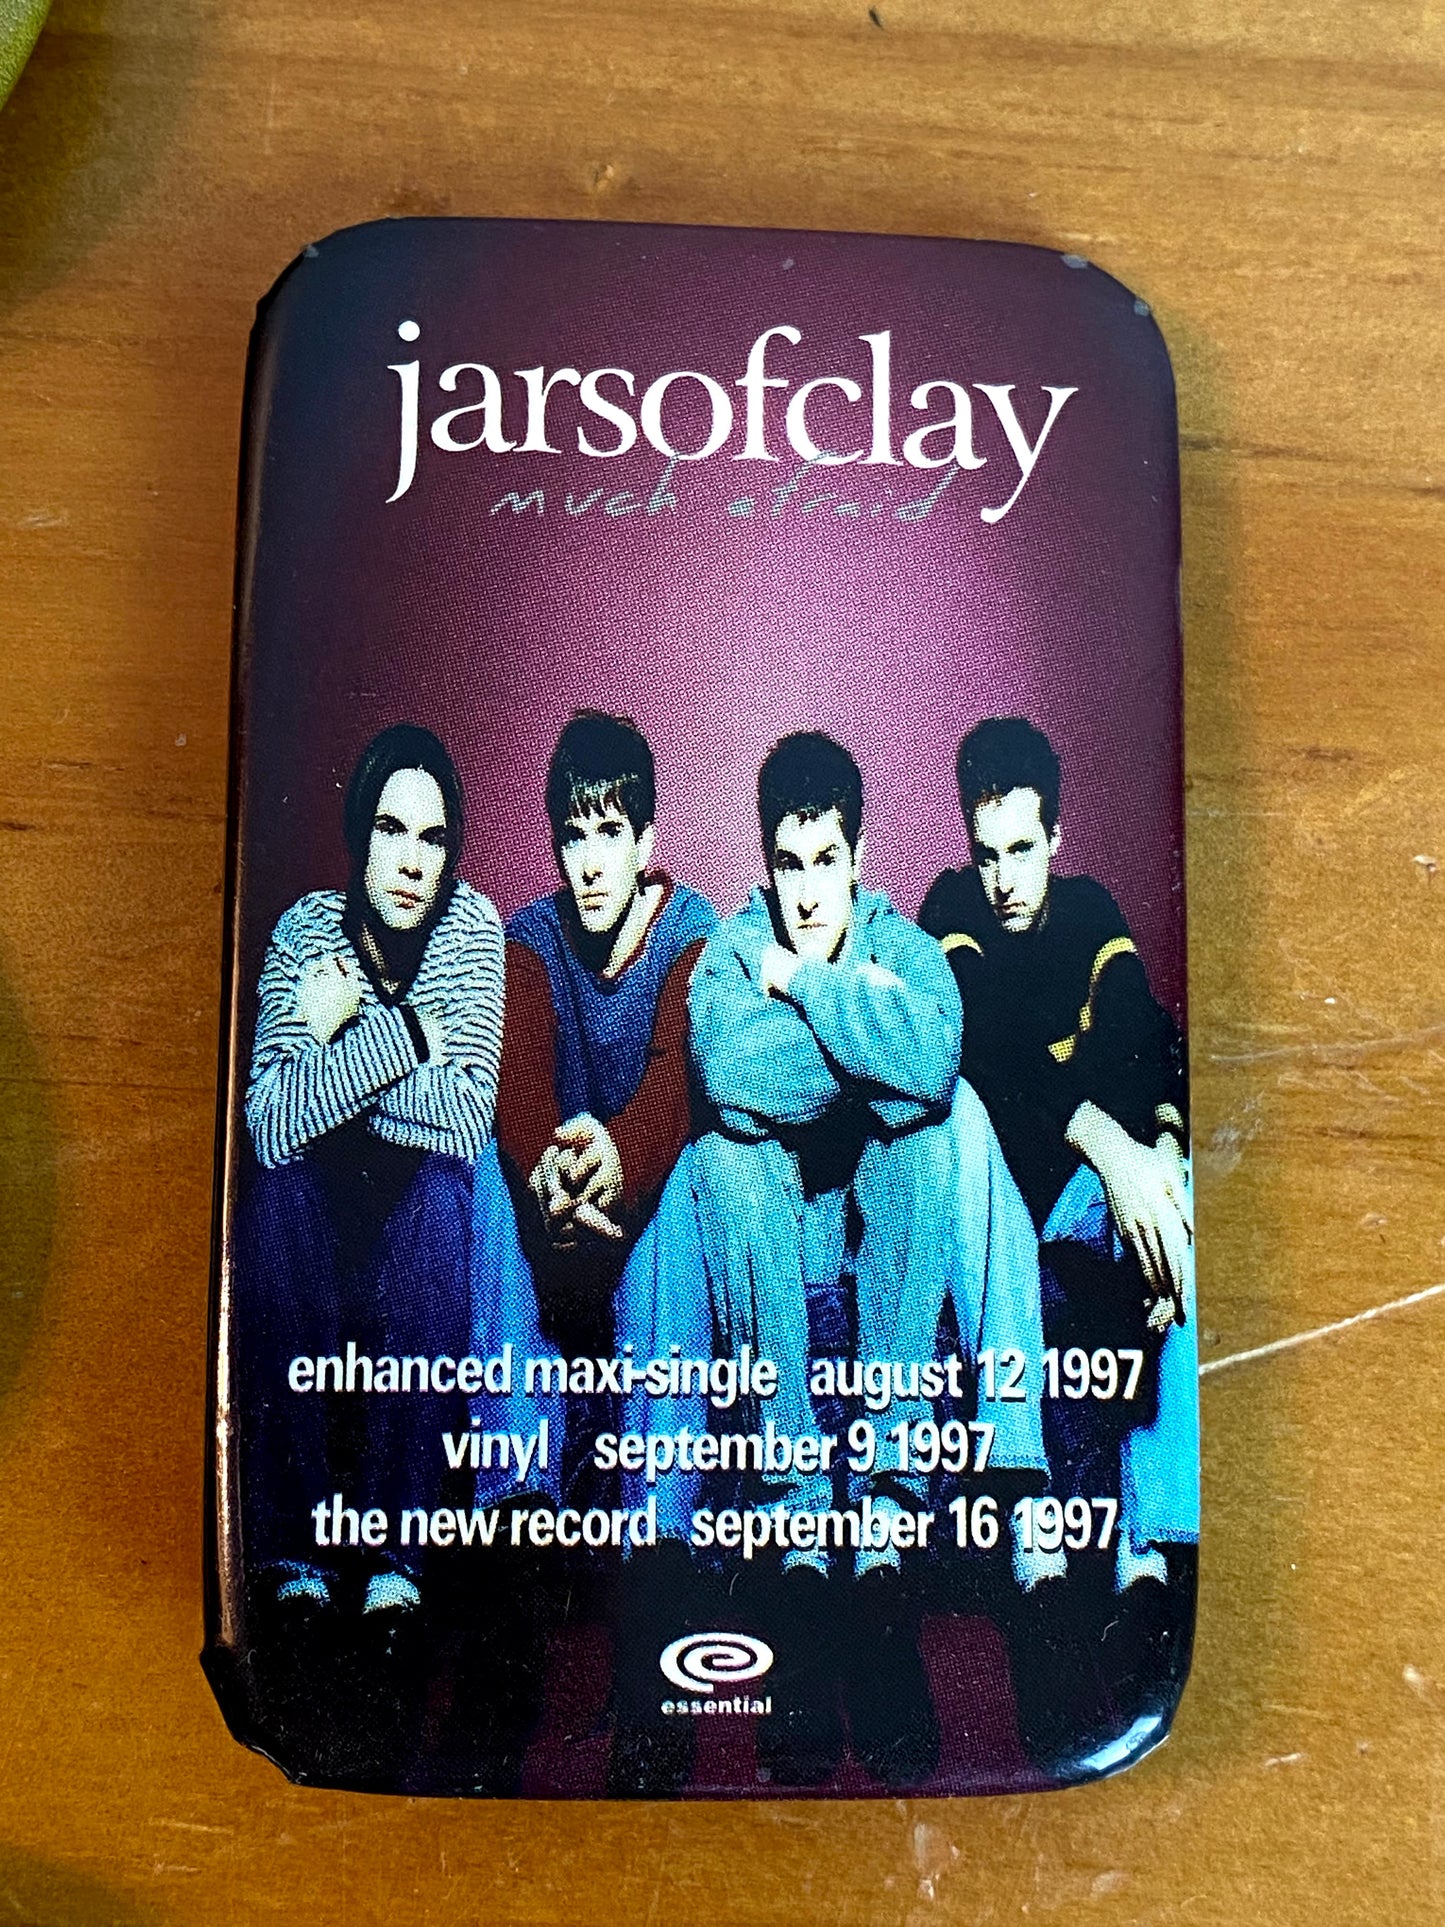 jarsofclay
much afraid
enhanced maxi-single august 12 1997
vinyl september 9 1997
the new record september 16 1997
essential